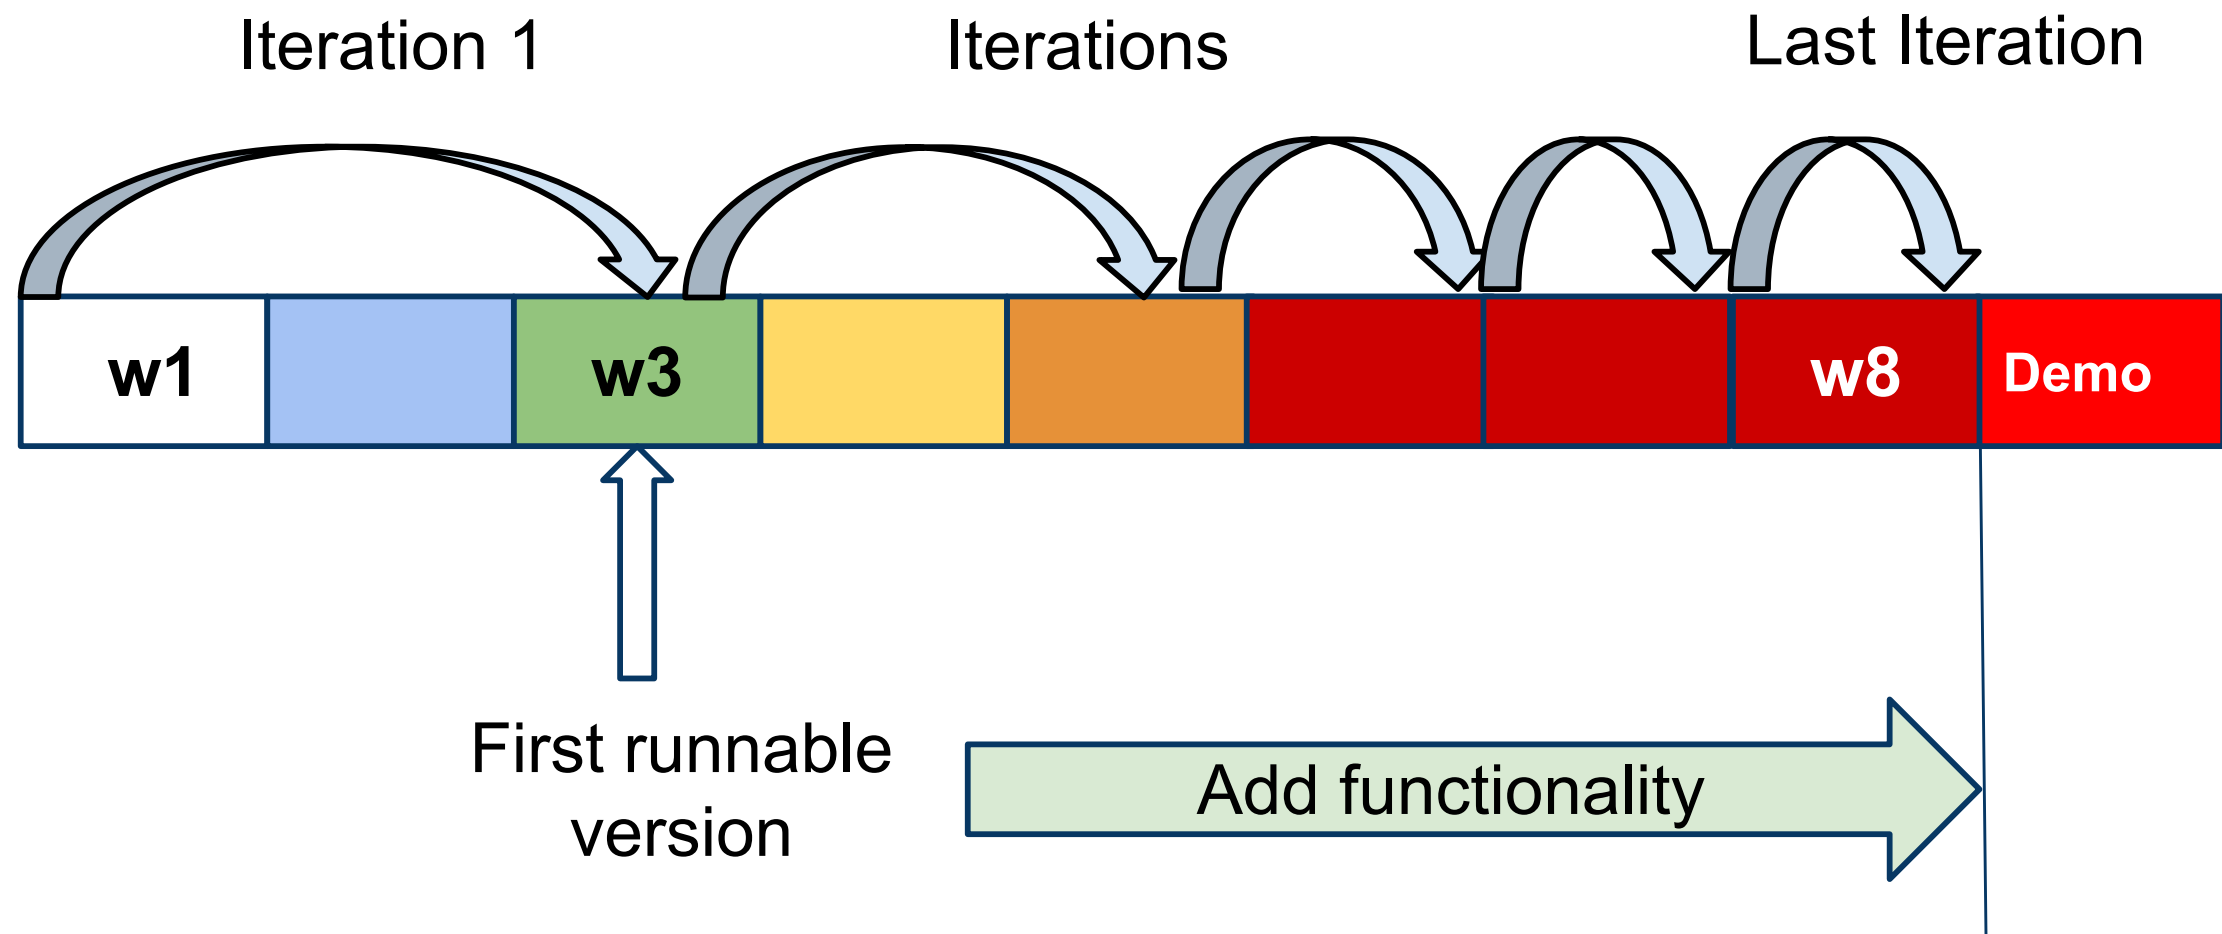 Iteration 1
Iterations
Last Iteration
w1
w3
w8
Demo
First runnable
version
Add functionality